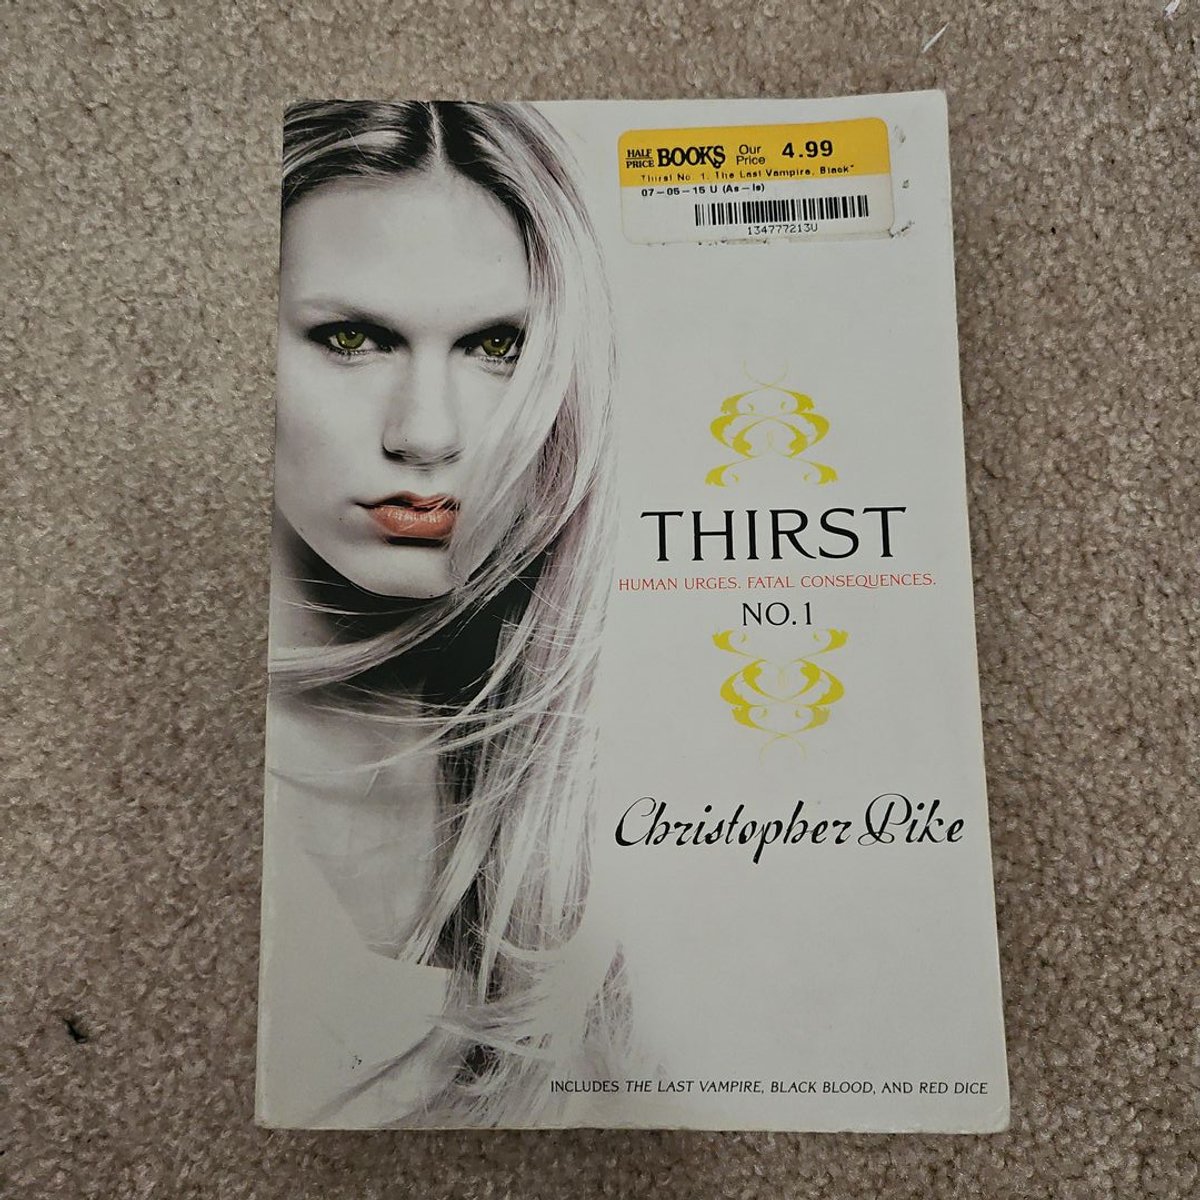 HALF PRICE BOOKS Our Price 4.99
Thirst No. 1. The Last Vampire, Black"
07-05-15 U (As-Is)
134777213U
THIRST
HUMAN URGES. FATAL CONSEQUENCES.
NO. 1
Christopher Pike
INCLUDES THE LAST VAMPIRE, BLACK BLOOD, AND RED DICE